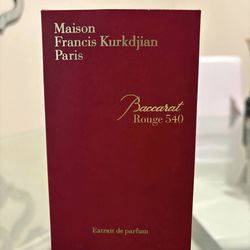 Maison
Francis Kurkdjian
Paris
Baccarat
Rouge 540
Extrait de parfum